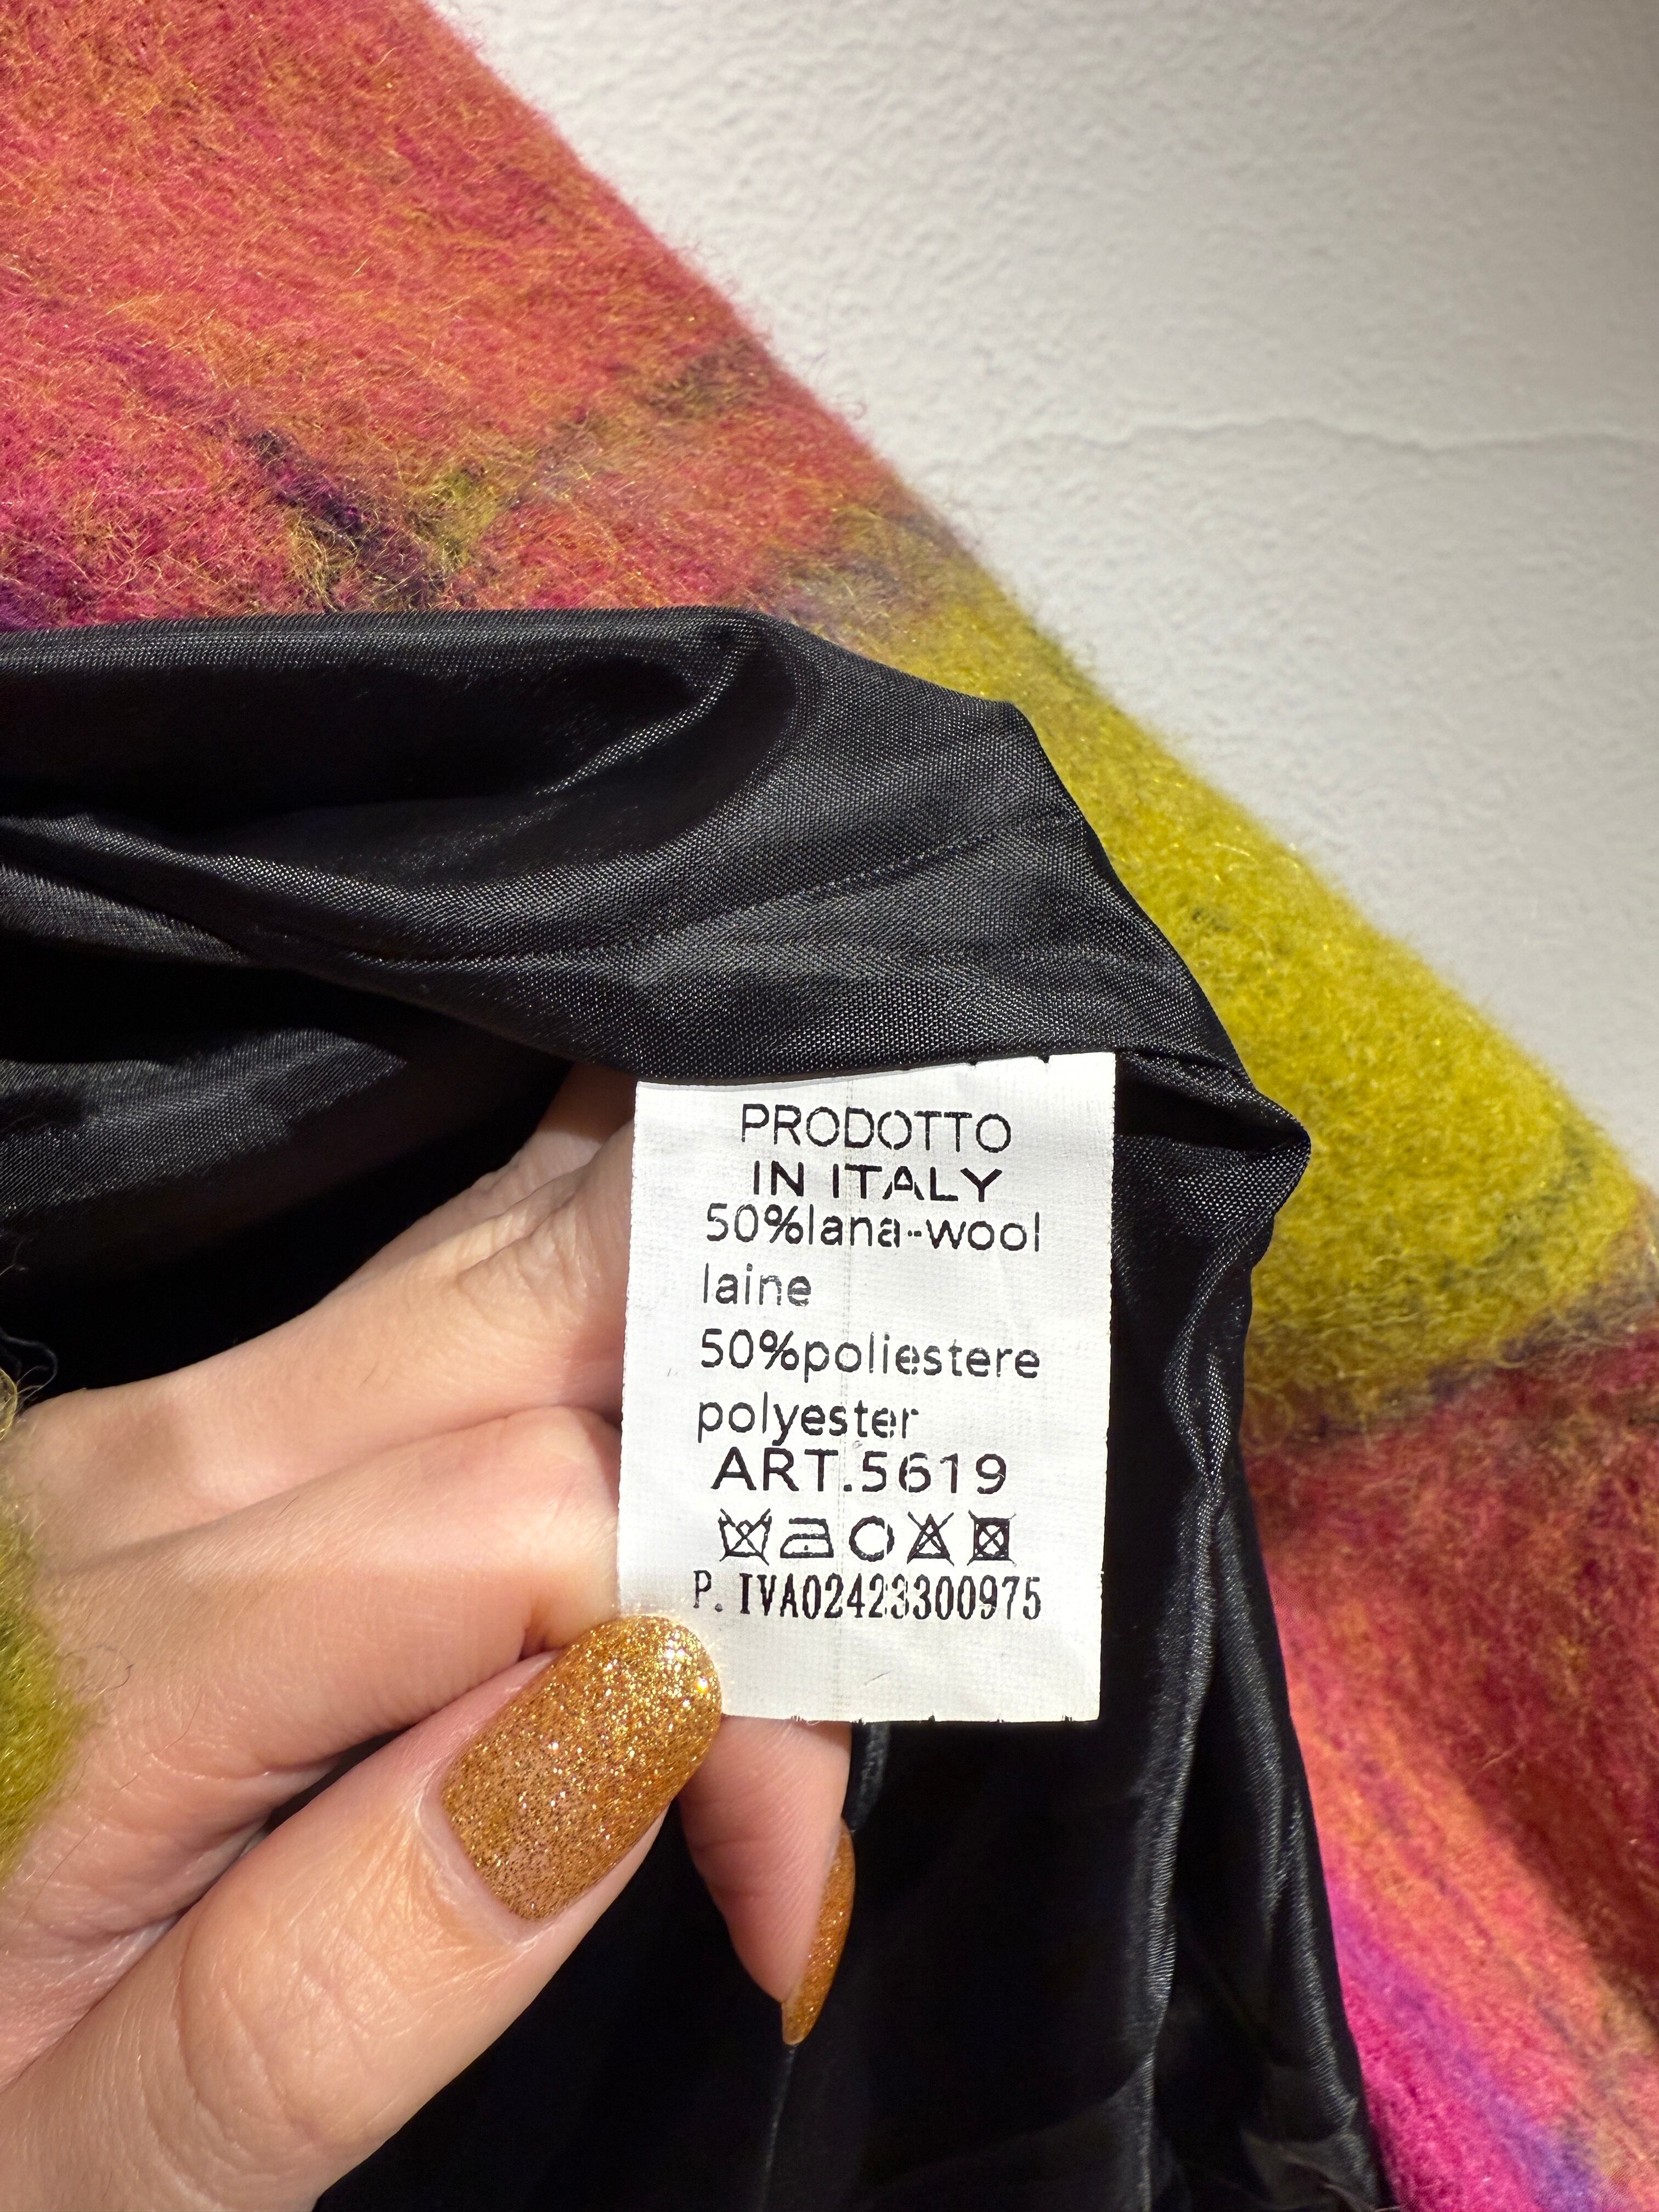 PRODOTTO
IN ITALY
50%lana-wool
laine
50%poliestere
polyester
ART.5619
P. IVA02423300975